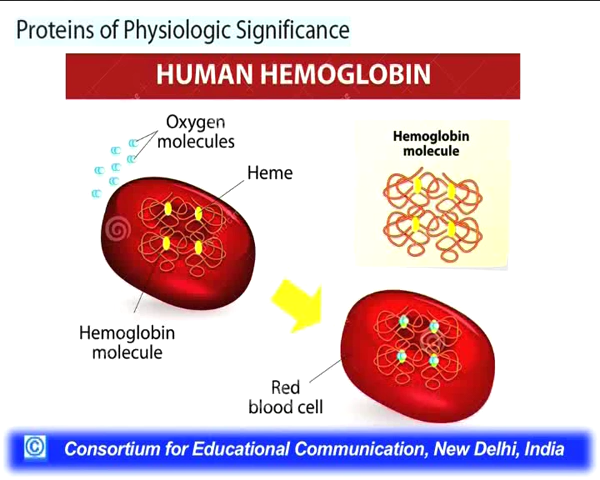 Proteins of Physiologic Significance
HUMAN HEMOGLOBIN
Oxygen
molecules
Heme
Hemoglobin
molecule
Hemoglobin
molecule
Red
blood cell
© Consortium for Educational Communication, New Delhi, India